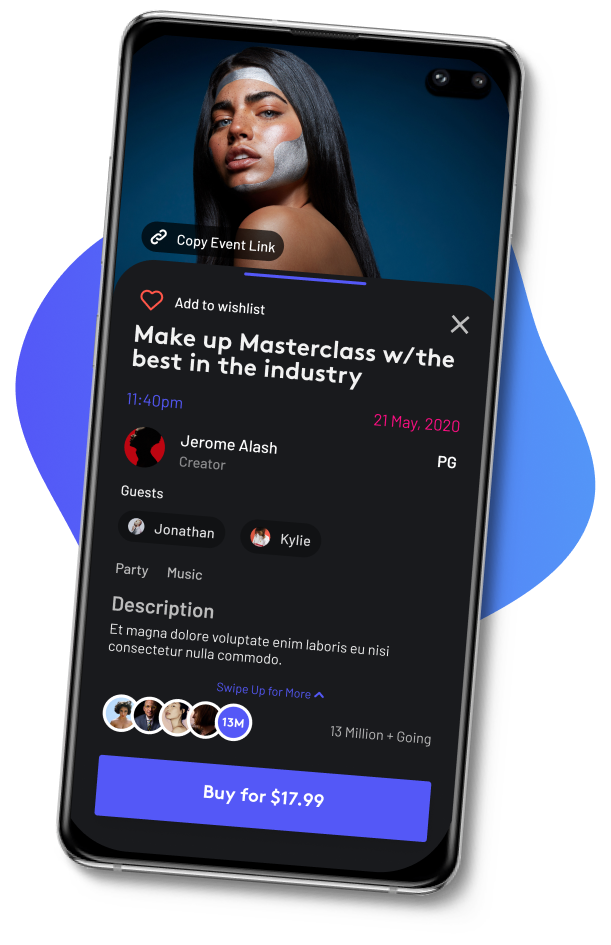 Copy Event Link
Add to wishlist
Make up Masterclass w/the
best in the industry
11:40pm
21 May, 2020
Jerome Alash
Creator
PG
Guests
Jonathan
Kylie
Party
Music
Description
Et magna dolore voluptate enim laboris eu nisi
consectetur nulla commodo.
Swipe Up for More
13M
13 Million + Going
Buy for $17.99